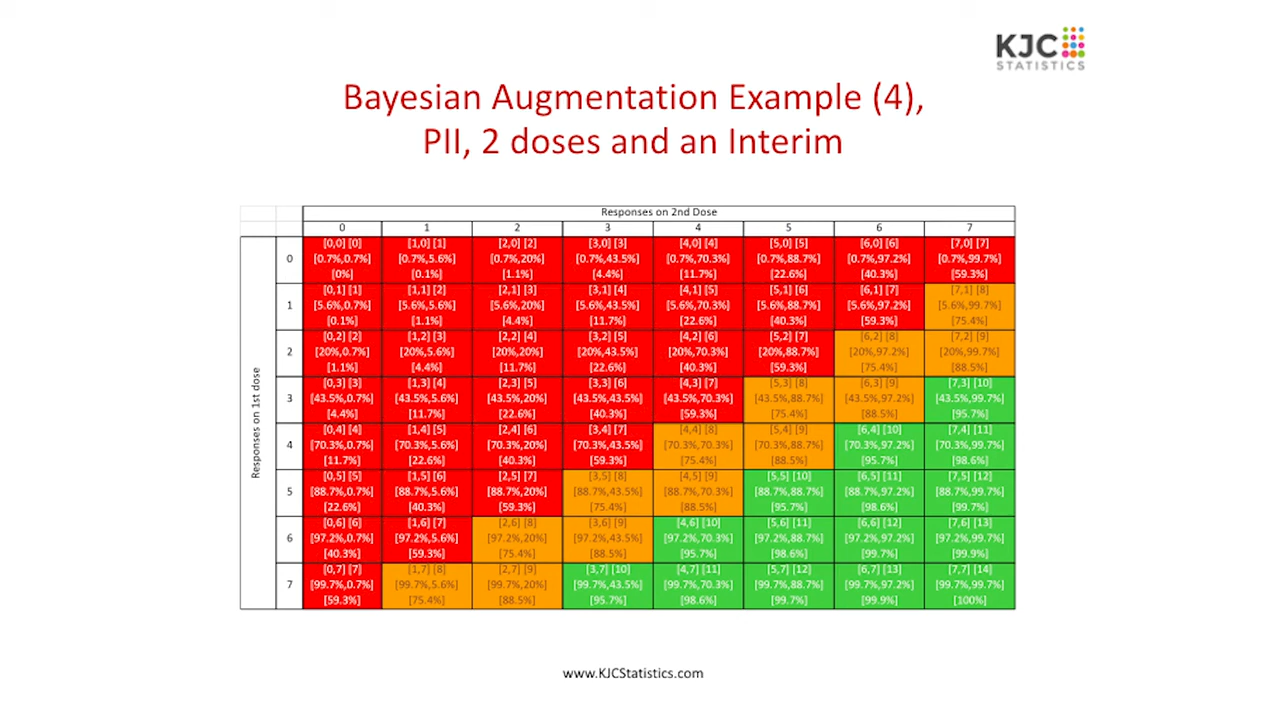 KJC
STATISTICS
Bayesian Augmentation Example (4),
PII, 2 doses and an Interim
Responses on 2nd Dose
0 1 2 3 4 5 6 7
Responses on 1st dose
0
[0,0] [0] [1,0] [1] [2,0] [2] [3,0] [3] [4,0] [4] [5,0] [5] [6,0] [6] [7,0] [7]
[0.7%,0.7%] [0.7%,5.6%] [0.7%,20%] [0.7%,43.5%] [0.7%,70.3%] [0.7%,88.7%] [0.7%,97.2%] [0.7%,99.7%]
[0%] [0.1%] [1.1%] [4.4%] [11.7%] [22.6%] [40.3%] [59.3%]
1
[0,1] [1] [1,1] [2] [2,1] [3] [3,1] [4] [4,1] [5] [5,1] [6] [6,1] [7] [7,1] [8]
[5.6%,0.7%] [5.6%,5.6%] [5.6%,20%] [5.6%,43.5%] [5.6%,70.3%] [5.6%,88.7%] [5.6%,97.2%] [5.6%,99.7%]
[0.1%] [1.1%] [4.4%] [11.7%] [22.6%] [40.3%] [59.3%] [75.4%]
2
[0,2] [2] [1,2] [3] [2,2] [4] [3,2] [5] [4,2] [6] [5,2] [7] [6,2] [8] [7,2] [9]
[20%,0.7%] [20%,5.6%] [20%,20%] [20%,43.5%] [20%,70.3%] [20%,88.7%] [20%,97.2%] [20%,99.7%]
[1.1%] [4.4%] [11.7%] [22.6%] [40.3%] [59.3%] [75.4%] [88.5%]
3
[0,3] [3] [1,3] [4] [2,3] [5] [3,3] [6] [4,3] [7] [5,3] [8] [6,3] [9] [7,3] [10]
[43.5%,0.7%] [43.5%,5.6%] [43.5%,20%] [43.5%,43.5%] [43.5%,70.3%] [43.5%,88.7%] [43.5%,97.2%] [43.5%,99.7%]
[4.4%] [11.7%] [22.6%] [40.3%] [59.3%] [75.4%] [88.5%] [95.7%]
4
[0,4] [4] [1,4] [5] [2,4] [6] [3,4] [7] [4,4] [8] [5,4] [9] [6,4] [10] [7,4] [11]
[70.3%,0.7%] [70.3%,5.6%] [70.3%,20%] [70.3%,43.5%] [70.3%,70.3%] [70.3%,88.7%] [70.3%,97.2%] [70.3%,99.7%]
[11.7%] [22.6%] [40.3%] [59.3%] [75.4%] [88.5%] [95.7%] [98.6%]
5
[0,5] [5] [1,5] [6] [2,5] [7] [3,5] [8] [4,5] [9] [5,5] [10] [6,5] [11] [7,5] [12]
[88.7%,0.7%] [88.7%,5.6%] [88.7%,20%] [88.7%,43.5%] [88.7%,70.3%] [88.7%,88.7%] [88.7%,97.2%] [88.7%,99.7%]
[22.6%] [40.3%] [59.3%] [75.4%] [88.5%] [95.7%] [98.6%] [99.7%]
6
[0,6] [6] [1,6] [7] [2,6] [8] [3,6] [9] [4,6] [10] [5,6] [11] [6,6] [12] [7,6] [13]
[97.2%,0.7%] [97.2%,5.6%] [97.2%,20%] [97.2%,43.5%] [97.2%,70.3%] [97.2%,88.7%] [97.2%,97.2%] [97.2%,99.7%]
[40.3%] [59.3%] [75.4%] [88.5%] [95.7%] [98.6%] [99.7%] [99.9%]
7
[0,7] [7] [1,7] [8] [2,7] [9] [3,7] [10] [4,7] [11] [5,7] [12] [6,7] [13] [7,7] [14]
[99.7%,0.7%] [99.7%,5.6%] [99.7%,20%] [99.7%,43.5%] [99.7%,70.3%] [99.7%,88.7%] [99.7%,97.2%] [99.7%,99.7%]
[59.3%] [75.4%] [88.5%] [95.7%] [98.6%] [99.7%] [99.9%] [100%]
www.KJCStatistics.com